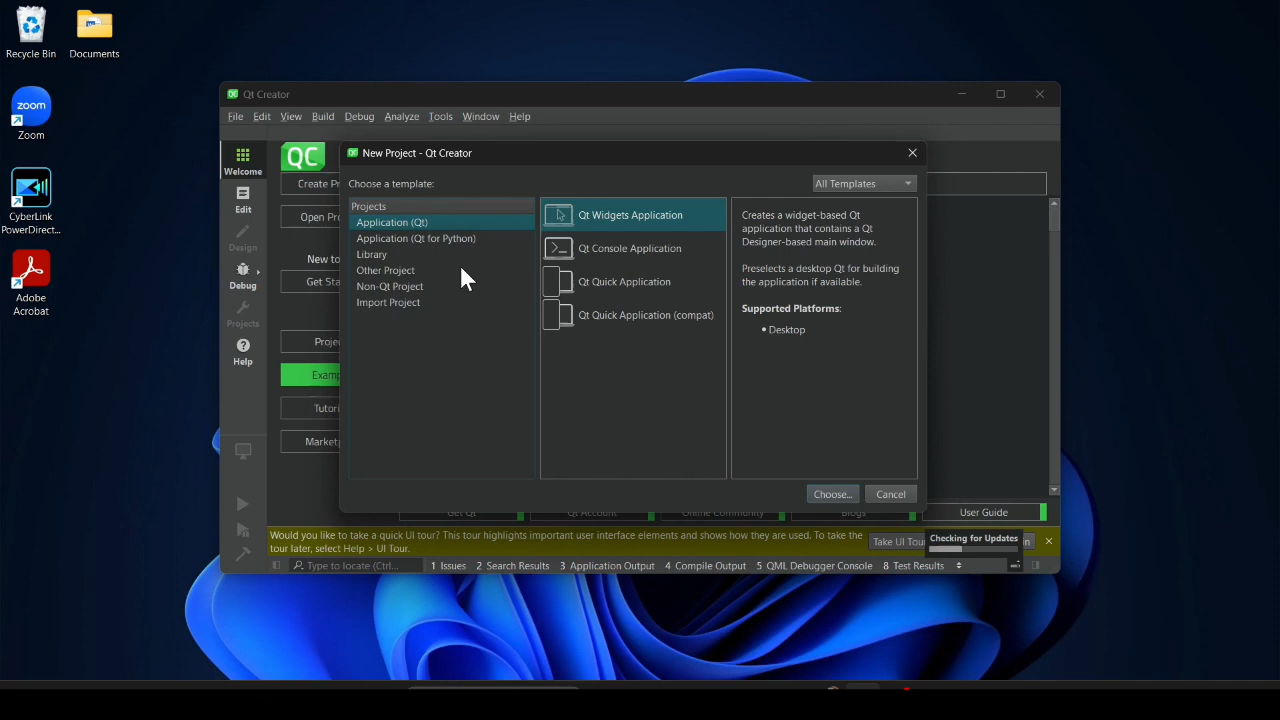 Recycle Bin
Documents
zoom
Zoom
CyberLink
PowerDirect...
Adobe
Acrobat
QC Qt Creator
File Edit View Build Debug Analyze Tools Window Help
Welcome
Edit
Design
Debug
Projects
Help
QC
Create Pr
Open Pro
New to
Get Sta
Proje
Examp
Tutori
Marketp
QC New Project - Qt Creator
Choose a template:
All Templates
Projects
Application (Qt)
Application (Qt for Python)
Library
Other Project
Non-Qt Project
Import Project
Qt Widgets Application
Qt Console Application
Qt Quick Application
Qt Quick Application (compat)
Creates a widget-based Qt
application that contains a Qt
Designer-based main window.
Preselects a desktop Qt for building
the application if available.
Supported Platforms:
• Desktop
Choose...
Cancel
Get Qt
Qt Account
Online Community
Blogs
User Guide
Would you like to take a quick UI tour? This tour highlights important user interface elements and shows how they are used. To take the
tour later, select Help > UI Tour.
Take UI Tour
in
Checking for Updates
Type to locate (Ctrl...
1 Issues 2 Search Results 3 Application Output 4 Compile Output 5 QML Debugger Console 8 Test Results